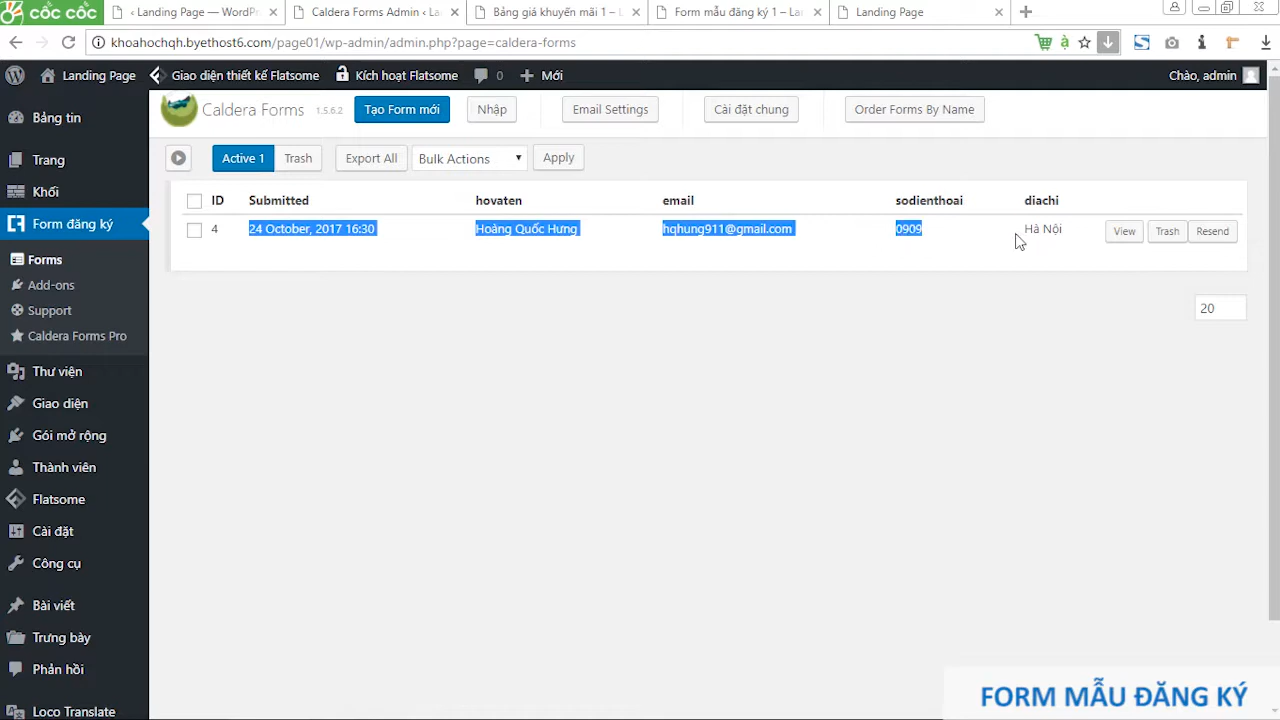 cốc cốc
‹ Landing Page — WordPr
Caldera Forms Admin ‹ La
Bảng giá khuyến mãi 1 – L
Form mẫu đăng ký 1 – Lan
Landing Page
khoahochqh.byethost6.com/page01/wp-admin/admin.php?page=caldera-forms
Landing Page
Giao diện thiết kế Flatsome
Kích hoạt Flatsome
0
Mới
Chào, admin
Bảng tin
Trang
Khối
Form đăng ký
Forms
Add-ons
Support
Caldera Forms Pro
Thư viện
Giao diện
Gói mở rộng
Thành viên
Flatsome
Cài đặt
Công cụ
Bài viết
Trưng bày
Phản hồi
Loco Translate
Caldera Forms 1.5.6.2 Tạo Form mới Nhập Email Settings Cài đặt chung Order Forms By Name
Active 1 Trash Export All Bulk Actions Apply
ID Submitted hovaten email sodienthoai diachi
4 24 October, 2017 16:30 Hoàng Quốc Hưng hqhung911@gmail.com 0909 Hà Nội View Trash Resend
20
FORM MẪU ĐĂNG KÝ